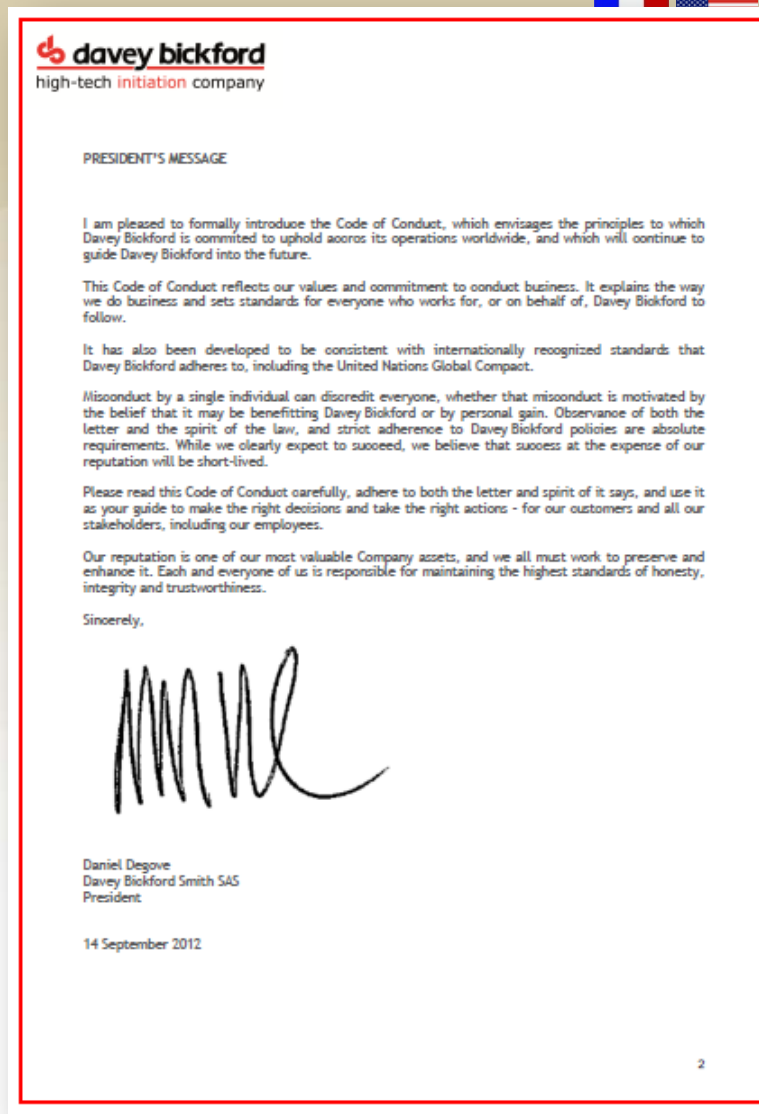 davey bickford
high-tech initiation company
PRESIDENT'S MESSAGE
I am pleased to formally introduce the Code of Conduct, which envisages the principles to which
Davey Bickford is commited to uphold accros its operations worldwide, and which will continue to
guide Davey Bickford into the future.
This Code of Conduct reflects our values and commitment to conduct business. It explains the way
we do business and sets standards for everyone who works for, or on behalf of, Davey Bickford to
follow.
It has also been developed to be consistent with internationally recognized standards that
Davey Bickford adheres to, including the United Nations Global Compact.
Misconduct by a single individual can discredit everyone, whether that misconduct is motivated by
the belief that it may be benefitting Davey Bickford or by personal gain. Observance of both the
letter and the spirit of the law, and strict adherence to Davey Bickford policies are absolute
requirements. While we clearly expect to succeed, we believe that success at the expense of our
reputation will be short-lived.
Please read this Code of Conduct carefully, adhere to both the letter and spirit of it says, and use it
as your guide to make the right decisions and take the right actions - for our customers and all our
stakeholders, including our employees.
Our reputation is one of our most valuable Company assets, and we all must work to preserve and
enhance it. Each and everyone of us is responsible for maintaining the highest standards of honesty,
integrity and trustworthiness.
Sincerely,
Daniel Degove
Davey Bickford Smith SAS
President
14 September 2012
2